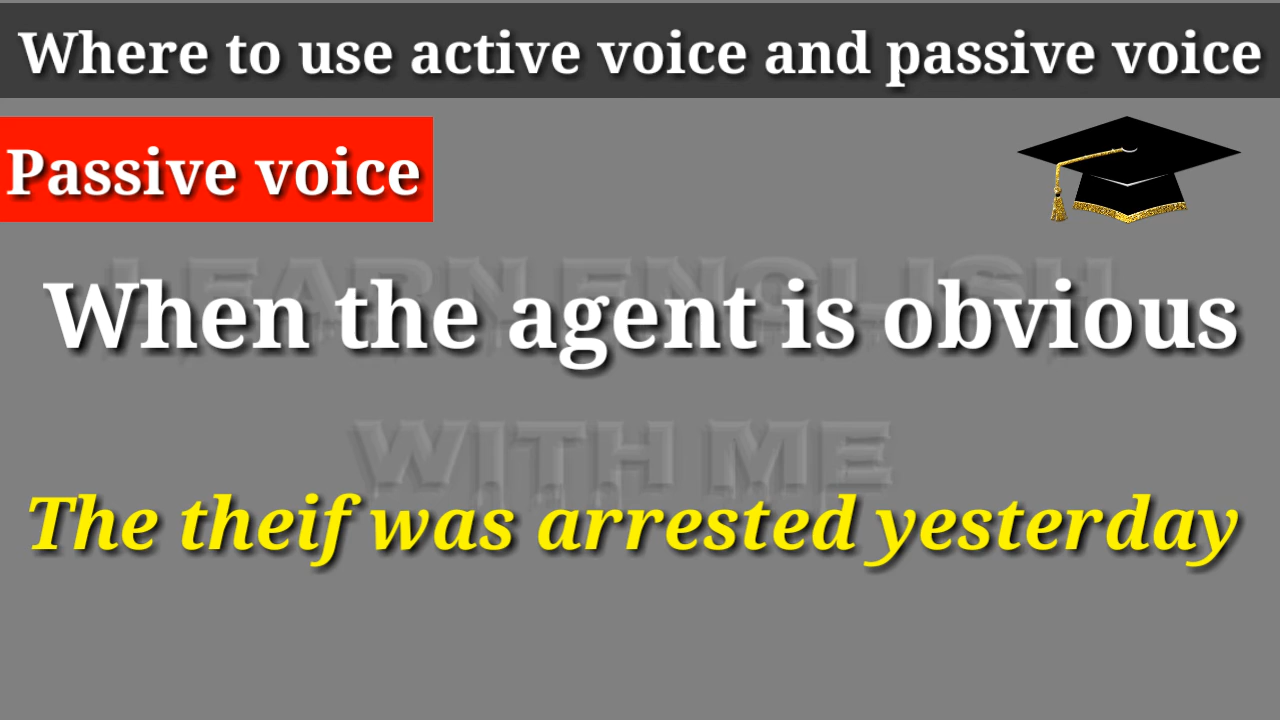 Where to use active voice and passive voice
Passive voice
LEARN ENGLISH
When the agent is obvious
WITH ME
The theif was arrested yesterday